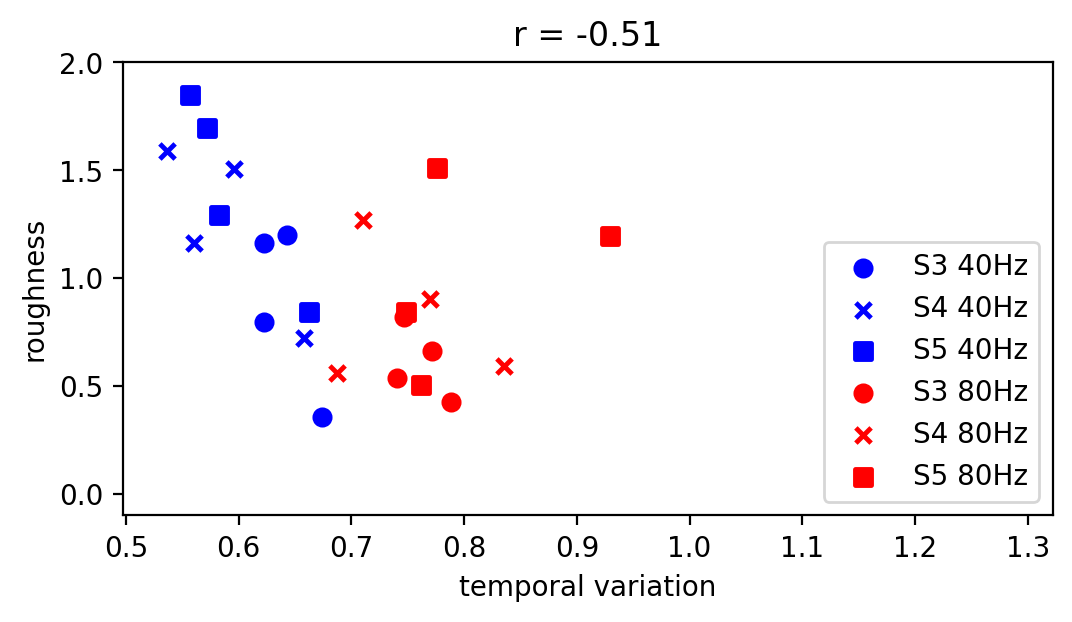 r = -0.51
roughness
2.0
1.5
1.0
0.5
0.0
S3 40Hz
S4 40Hz
S5 40Hz
S3 80Hz
S4 80Hz
S5 80Hz
0.5 0.6 0.7 0.8 0.9 1.0 1.1 1.2 1.3
temporal variation